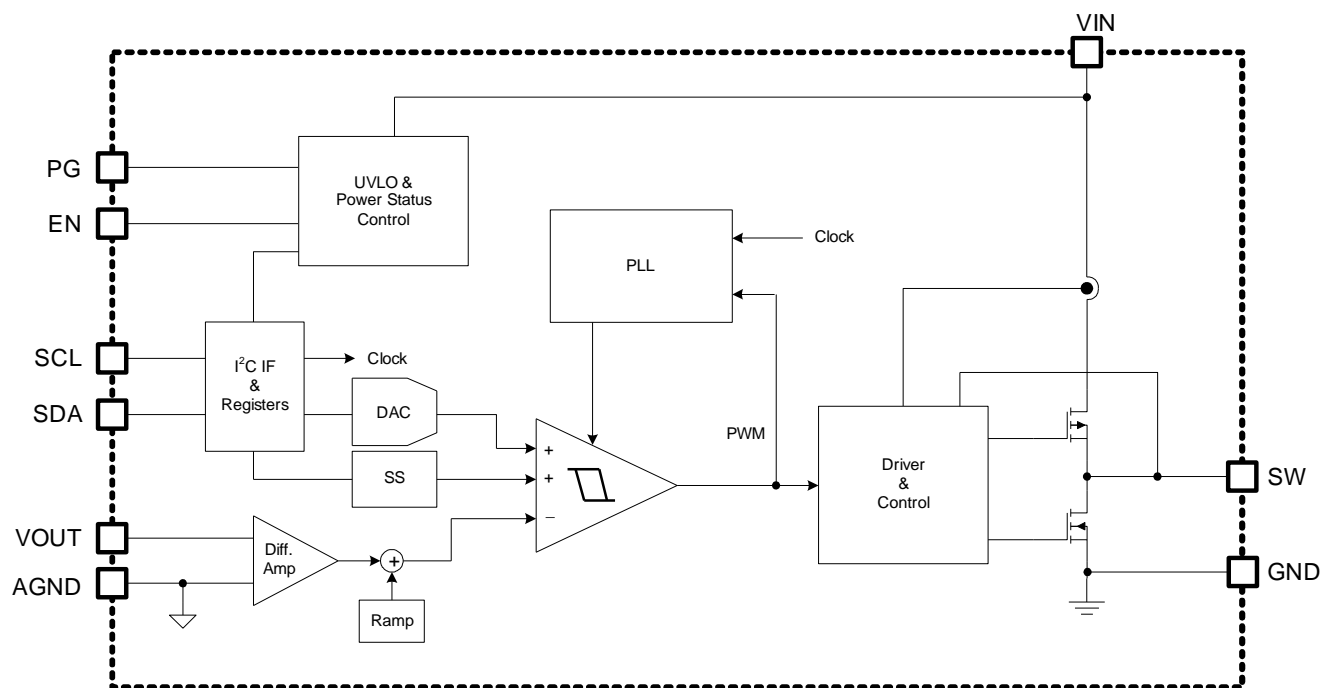 VIN
PG
EN
UVLO &
Power Status
Control
PLL
Clock
SCL
SDA
I²C IF
&
Registers
Clock
DAC
SS
+
+
−
PWM
Driver
&
Control
SW
VOUT
AGND
Diff.
Amp
+
Ramp
GND